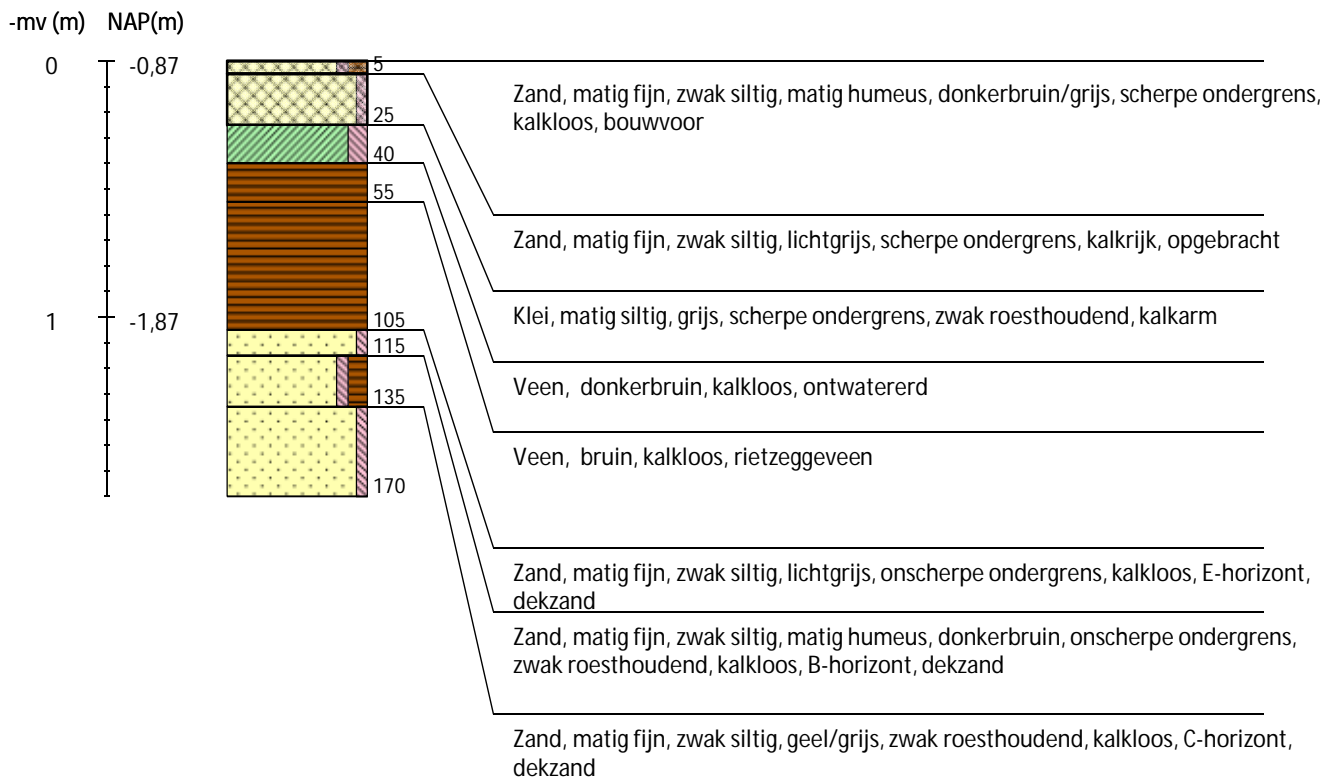 -mv (m) NAP(m)
0 -0,87
5
Zand, matig fijn, zwak siltig, matig humeus, donkerbruin/grijs, scherpe ondergrens,
kalkloos, bouwvoor
25
40
55
Zand, matig fijn, zwak siltig, lichtgrijs, scherpe ondergrens, kalkrijk, opgebracht
1 -1,87
105
Klei, matig siltig, grijs, scherpe ondergrens, zwak roesthoudend, kalkarm
115
135
Veen, donkerbruin, kalkloos, ontwatererd
Veen, bruin, kalkloos, rietzeggeveen
170
Zand, matig fijn, zwak siltig, lichtgrijs, onscherpe ondergrens, kalkloos, E-horizont,
dekzand
Zand, matig fijn, zwak siltig, matig humeus, donkerbruin, onscherpe ondergrens,
zwak roesthoudend, kalkloos, B-horizont, dekzand
Zand, matig fijn, zwak siltig, geel/grijs, zwak roesthoudend, kalkloos, C-horizont,
dekzand